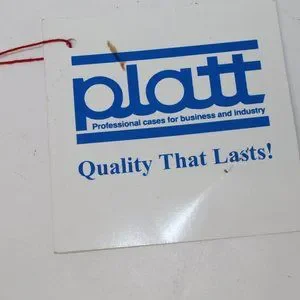 platt
Professional cases for business and industry
Quality That Lasts!